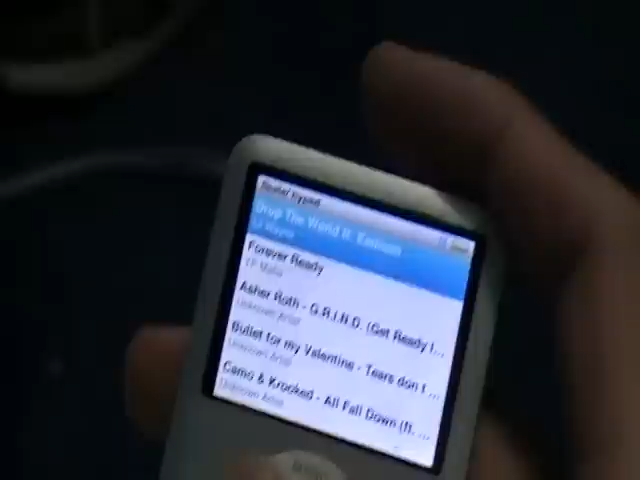 Drop The World ft. Eminem
Lil Wayne
Forever Ready
Asher Roth - G.R.I.N.D. (Get Ready I...
Unknown Artist
Bullet for my Valentine - Tears don t ...
Unknown Artist
Camo & Krooked - All Fall Down (ft. ...
Unknown Artist